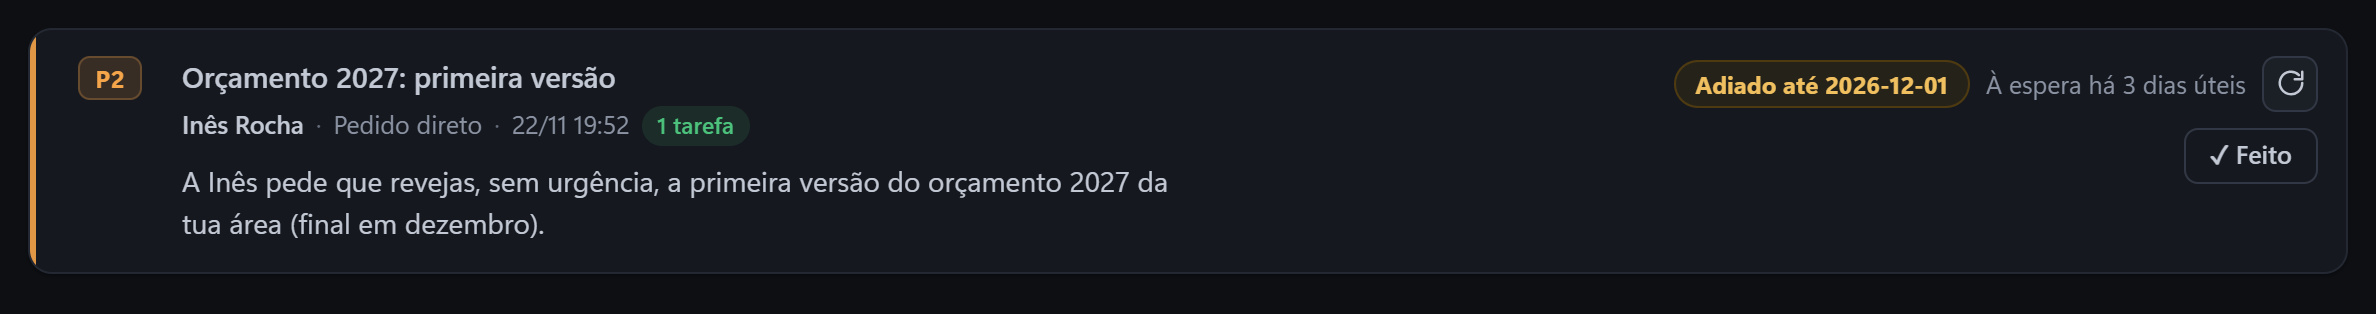 P2
Orçamento 2027: primeira versão
Adiado até 2026-12-01
À espera há 3 dias úteis
Inês Rocha · Pedido direto · 22/11 19:52
1 tarefa
✓ Feito
A Inês pede que revejas, sem urgência, a primeira versão do orçamento 2027 da
tua área (final em dezembro).